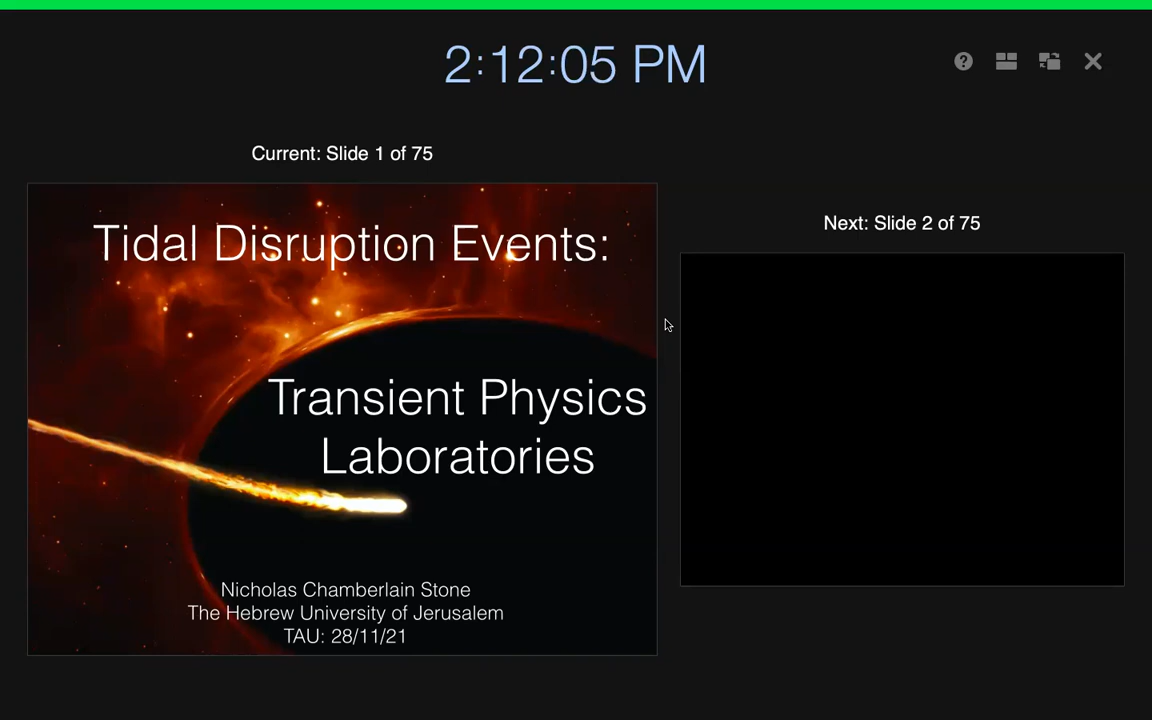 2:12:05 PM
?
Current: Slide 1 of 75
Tidal Disruption Events:
Transient Physics
Laboratories
Nicholas Chamberlain Stone
The Hebrew University of Jerusalem
TAU: 28/11/21
Next: Slide 2 of 75